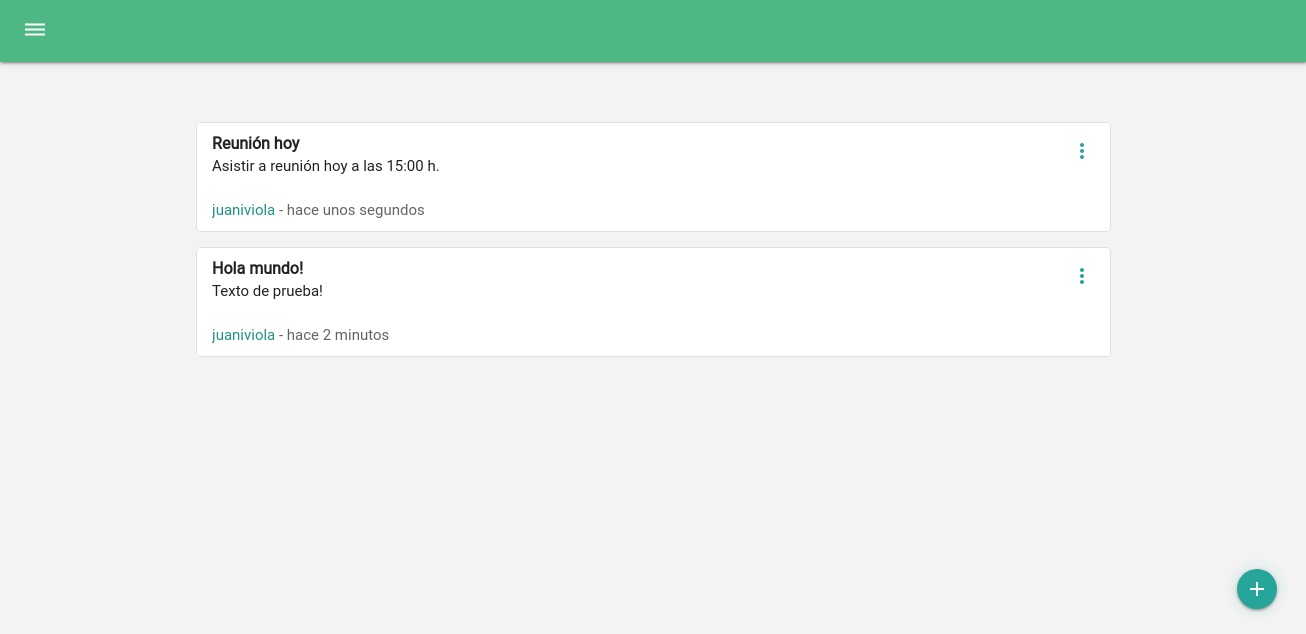 Reunión hoy
Asistir a reunión hoy a las 15:00 h.
juaniviola - hace unos segundos
Hola mundo!
Texto de prueba!
juaniviola - hace 2 minutos